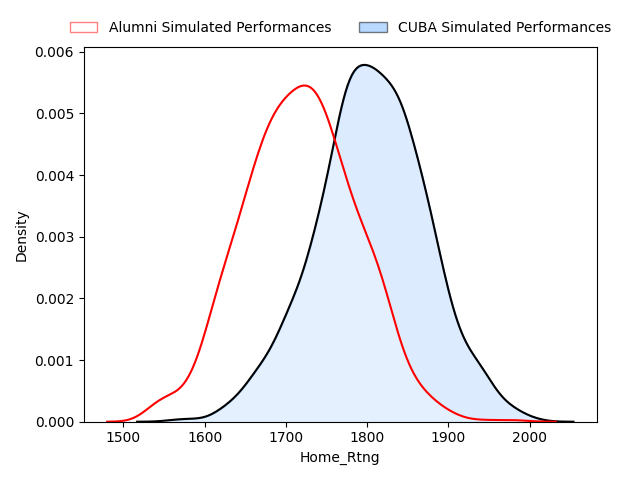 Alumni Simulated Performances CUBA Simulated Performances
0.006
0.005
0.004
0.003
0.002
0.001
0.000
Density
1500 1600 1700 1800 1900 2000
Home_Rtng